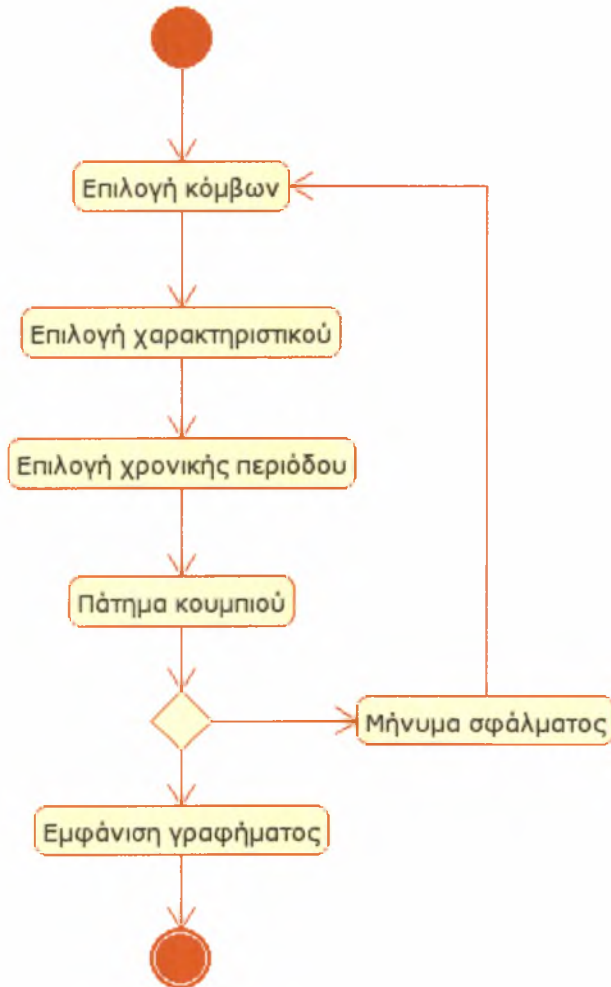 Επιλογή κόμβων
Επιλογή χαρακτηριστικού
Επιλογή χρονικής περιόδου
Πάτημα κουμπιού
Μήνυμα σφάλματος
Εμφάνιση γραφήματος